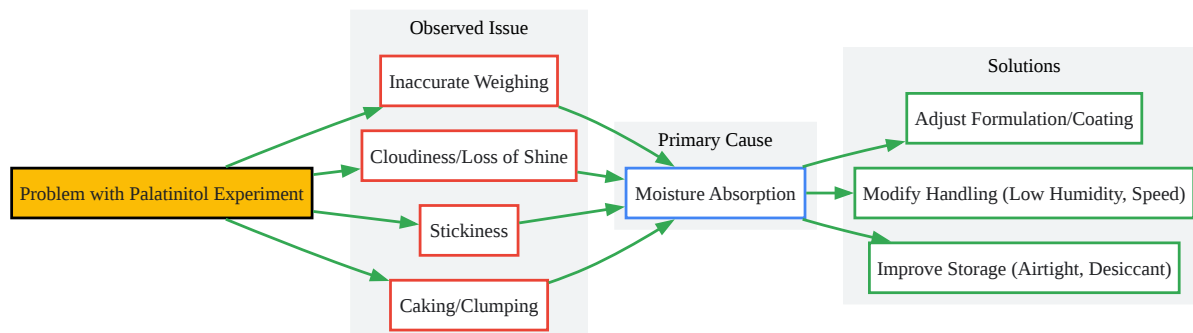 Problem with Palatinitol Experiment
Observed Issue
Inaccurate Weighing
Cloudiness/Loss of Shine
Stickiness
Caking/Clumping
Primary Cause
Moisture Absorption
Solutions
Adjust Formulation/Coating
Modify Handling (Low Humidity, Speed)
Improve Storage (Airtight, Desiccant)